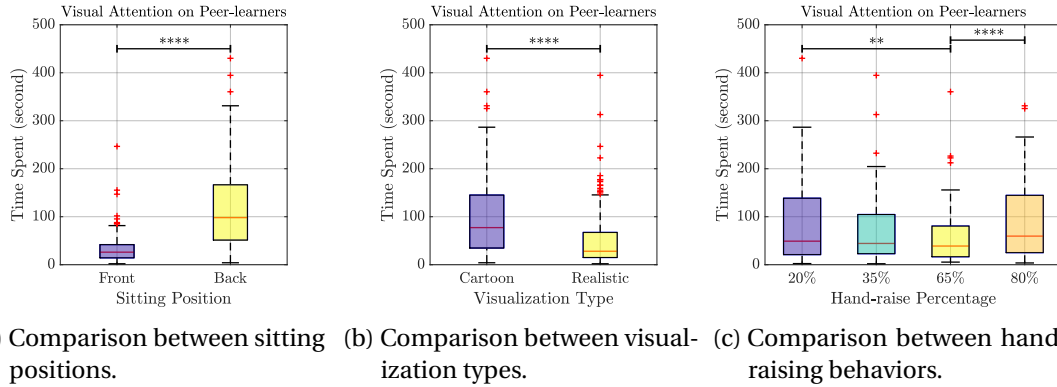 Visual Attention on Peer-learners
500
400
300
200
100
0
Time Spent (second)
****
Front
Back
Sitting Position
) Comparison between sitting
positions.
Visual Attention on Peer-learners
500
400
300
200
100
0
Time Spent (second)
****
Cartoon
Realistic
Visualization Type
(b) Comparison between visual-
ization types.
Visual Attention on Peer-learners
500
400
300
200
100
0
Time Spent (second)
**
****
20%
35%
65%
80%
Hand-raise Percentage
(c) Comparison between hand
raising behaviors.